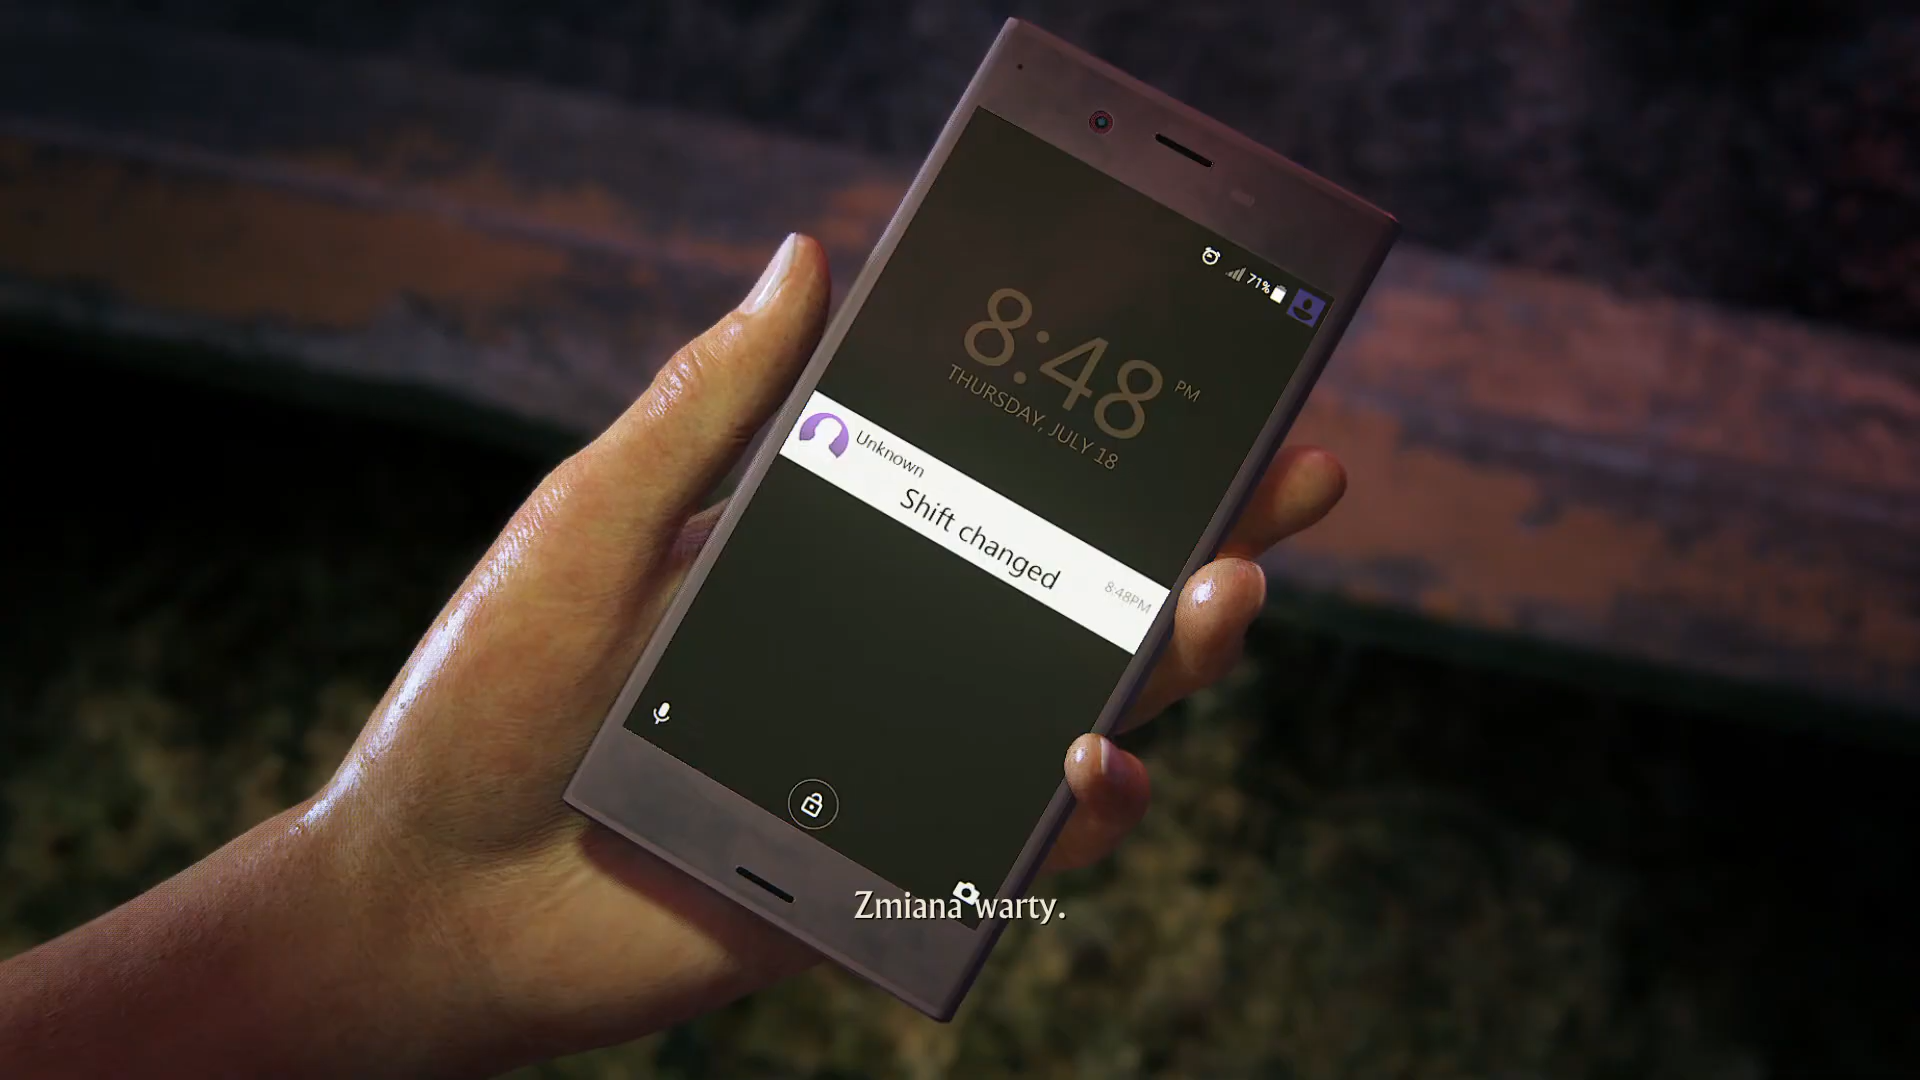 71%
8:48 PM
THURSDAY, JULY 18
Unknown
Shift changed
8:48PM
Zmiana warty.